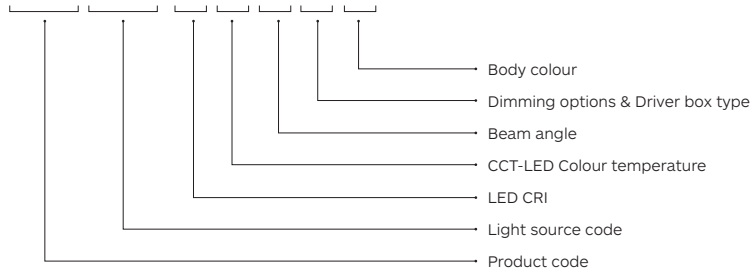 Body colour
Dimming options & Driver box type
Beam angle
CCT-LED Colour temperature
LED CRI
Light source code
Product code